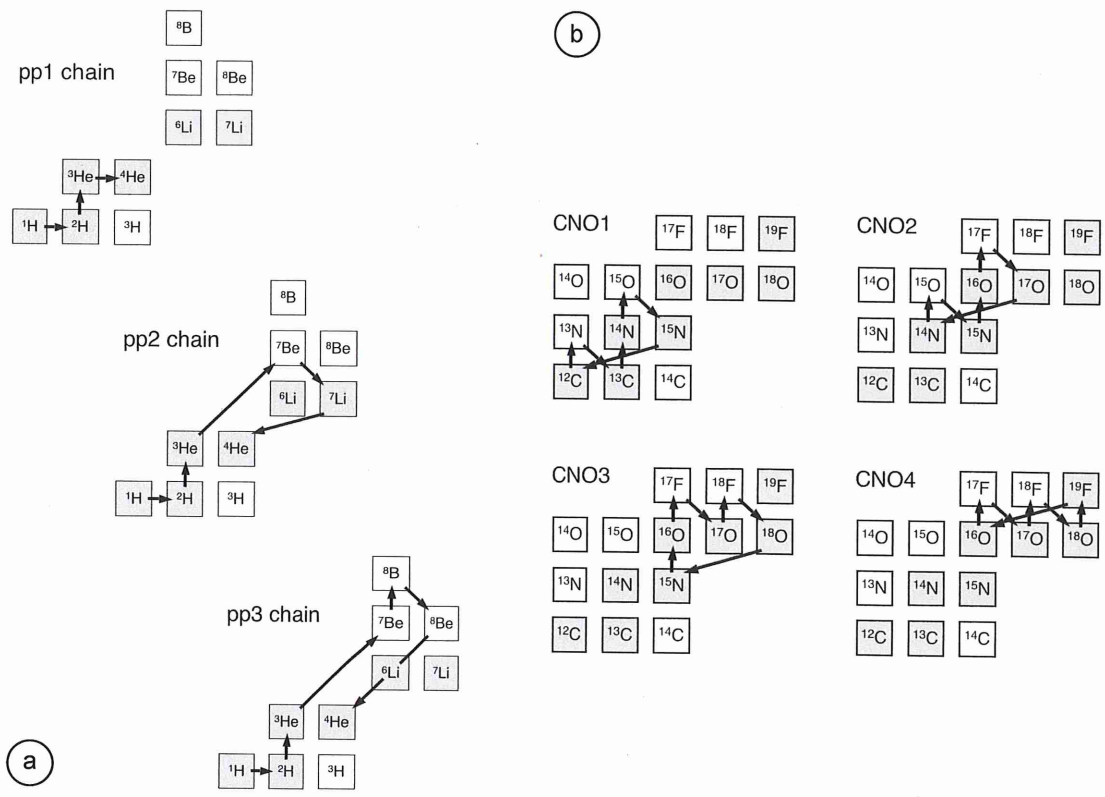 ⁸B
pp1 chain
⁷Be ⁸Be
⁶Li ⁷Li
³He ⁴He
¹H ²H ³H
⁸B
pp2 chain
⁷Be ⁸Be
⁶Li ⁷Li
³He ⁴He
¹H ²H ³H
⁸B
pp3 chain
⁷Be ⁸Be
⁶Li ⁷Li
³He ⁴He
¹H ²H ³H
a
b
CNO1
¹⁷F ¹⁸F ¹⁹F
¹⁴O ¹⁵O ¹⁶O ¹⁷O ¹⁸O
¹³N ¹⁴N ¹⁵N
¹²C ¹³C ¹⁴C
CNO2
¹⁷F ¹⁸F ¹⁹F
¹⁴O ¹⁵O ¹⁶O ¹⁷O ¹⁸O
¹³N ¹⁴N ¹⁵N
¹²C ¹³C ¹⁴C
CNO3
¹⁷F ¹⁸F ¹⁹F
¹⁴O ¹⁵O ¹⁶O ¹⁷O ¹⁸O
¹³N ¹⁴N ¹⁵N
¹²C ¹³C ¹⁴C
CNO4
¹⁷F ¹⁸F ¹⁹F
¹⁴O ¹⁵O ¹⁶O ¹⁷O ¹⁸O
¹³N ¹⁴N ¹⁵N
¹²C ¹³C ¹⁴C